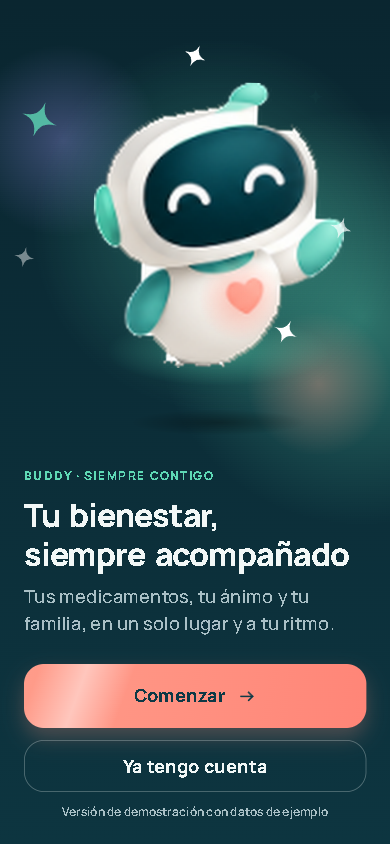 BUDDY · SIEMPRE CONTIGO
Tu bienestar,
siempre acompañado
Tus medicamentos, tu ánimo y tu
familia, en un solo lugar y a tu ritmo.
Comenzar →
Ya tengo cuenta
Versión de demostración con datos de ejemplo